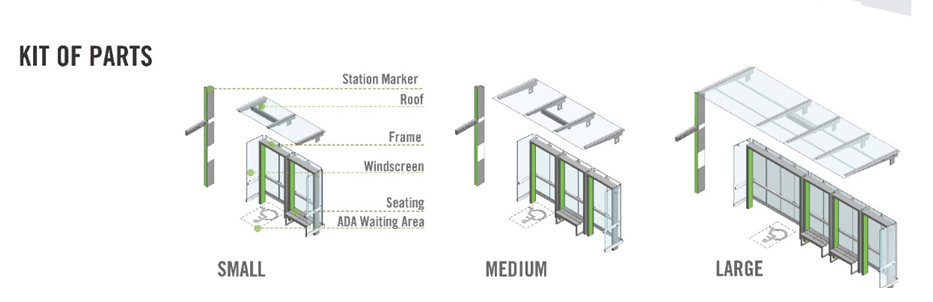 KIT OF PARTS
Station Marker
Roof
Frame
Windscreen
Seating
ADA Waiting Area
SMALL
MEDIUM
LARGE